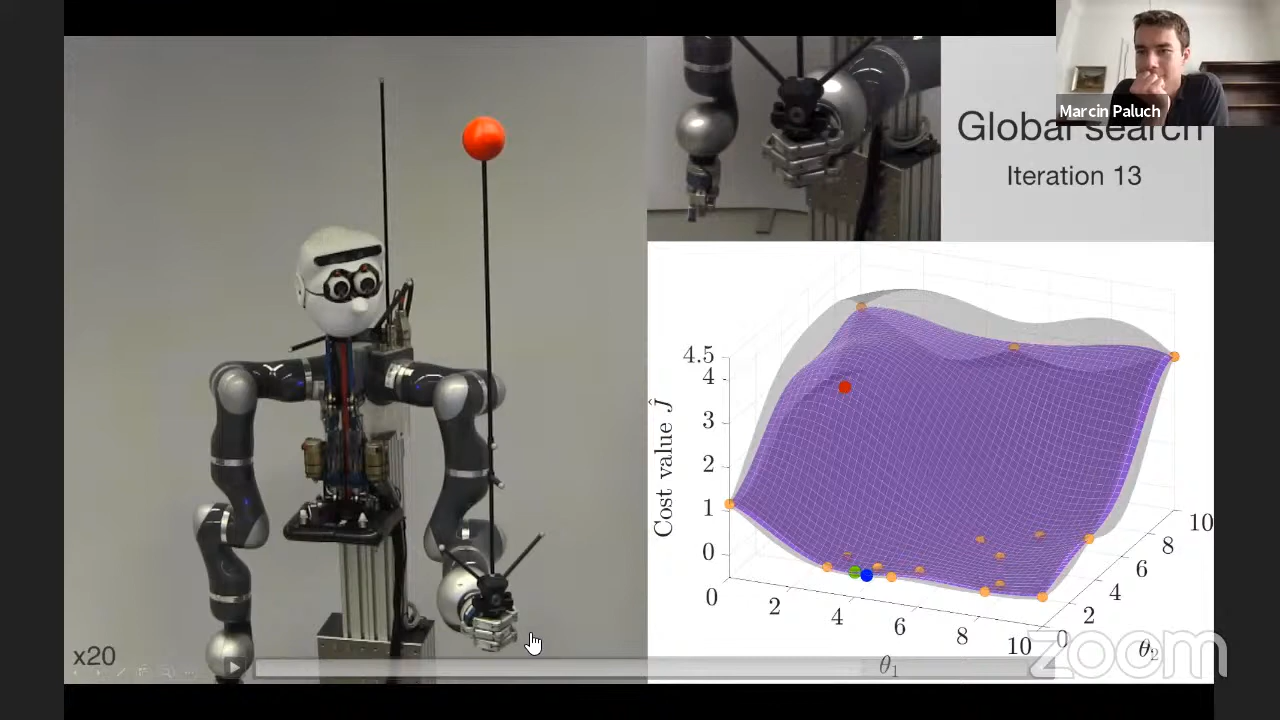 Marcin Paluch
Global search
Iteration 13
4.5
4
3
2
1
0
Cost value Ĵ
0
2
4
6
8
10
θ1
0
2
4
6
8
10
θ2
x20
zoom